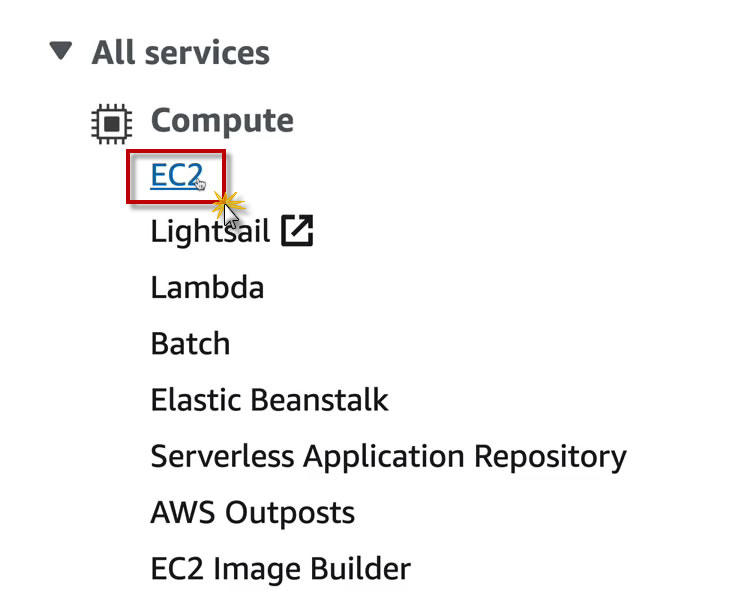 All services
Compute
EC2
Lightsail
Lambda
Batch
Elastic Beanstalk
Serverless Application Repository
AWS Outposts
EC2 Image Builder